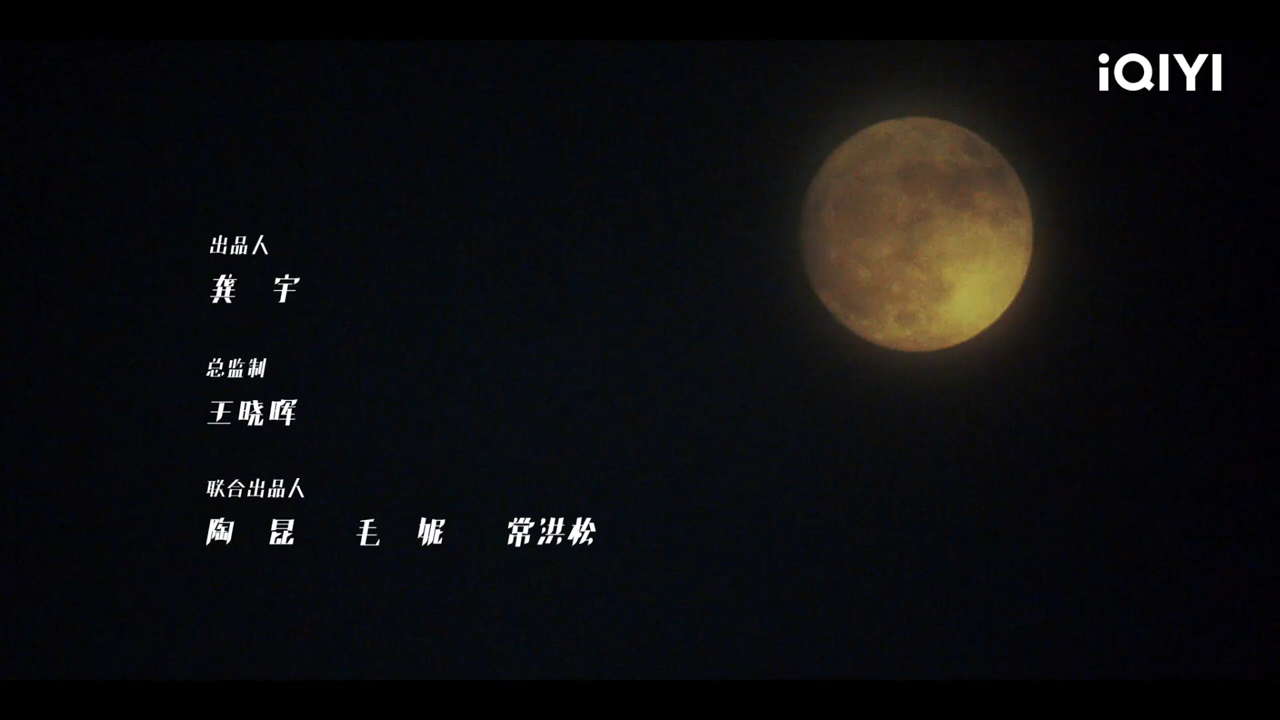 iQIYI
出品人
龚 宇
总监制
王晓晖
联合出品人
陶 昆 毛 妮 常洪松